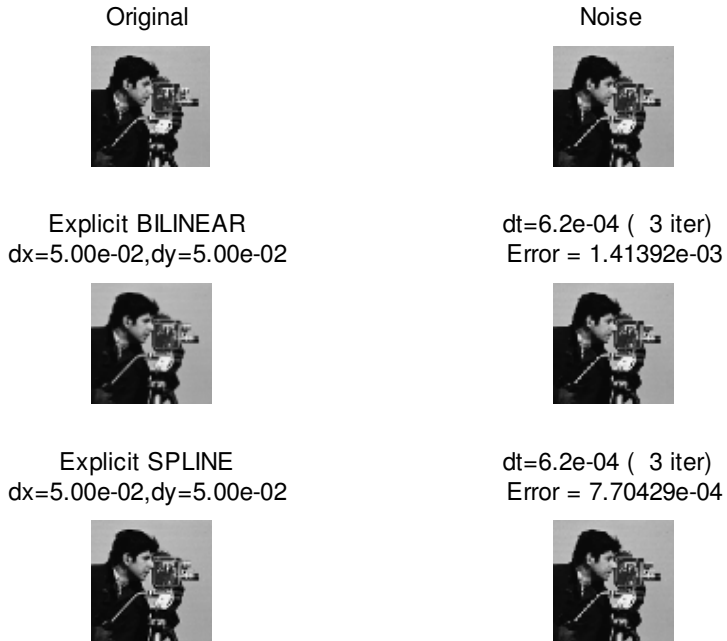 Original
Noise
Explicit BILINEAR
dx=5.00e-02,dy=5.00e-02
dt=6.2e-04 (  3 iter)
Error = 1.41392e-03
Explicit SPLINE
dx=5.00e-02,dy=5.00e-02
dt=6.2e-04 (  3 iter)
Error = 7.70429e-04